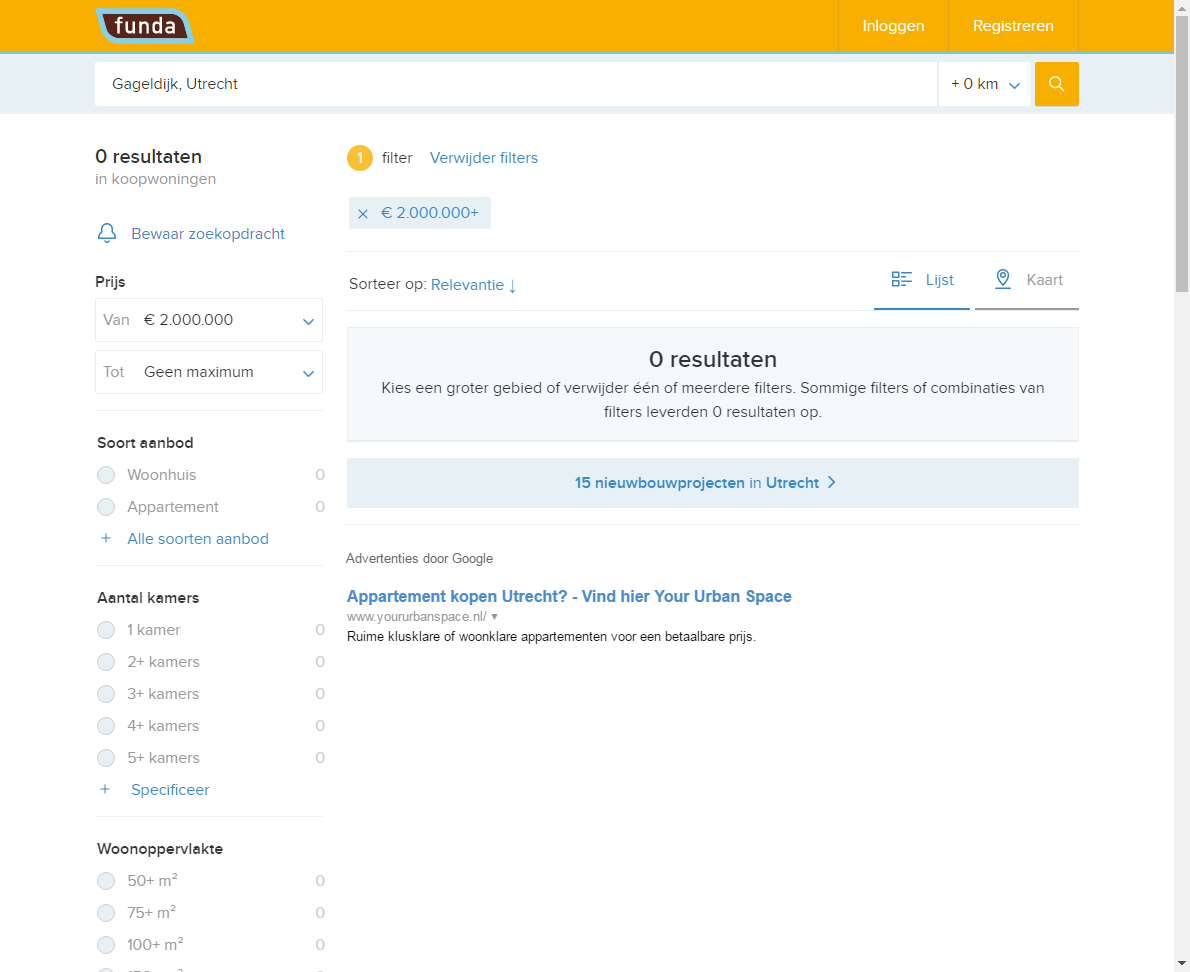 funda
Inloggen
Registreren
Gageldijk, Utrecht
+ 0 km
0 resultaten
in koopwoningen
Bewaar zoekopdracht
Prijs
Van € 2.000.000
Tot Geen maximum
Soort aanbod
Woonhuis 0
Appartement 0
+ Alle soorten aanbod
Aantal kamers
1 kamer 0
2+ kamers 0
3+ kamers 0
4+ kamers 0
5+ kamers 0
+ Specificeer
Woonoppervlakte
50+ m² 0
75+ m² 0
100+ m² 0
1 filter Verwijder filters
× € 2.000.000+
Sorteer op: Relevantie ↓
Lijst
Kaart
0 resultaten
Kies een groter gebied of verwijder één of meerdere filters. Sommige filters of combinaties van
filters leverden 0 resultaten op.
15 nieuwbouwprojecten in Utrecht >
Advertenties door Google
Appartement kopen Utrecht? - Vind hier Your Urban Space
www.yoururbanspace.nl/ ▼
Ruime klusklare of woonklare appartementen voor een betaalbare prijs.